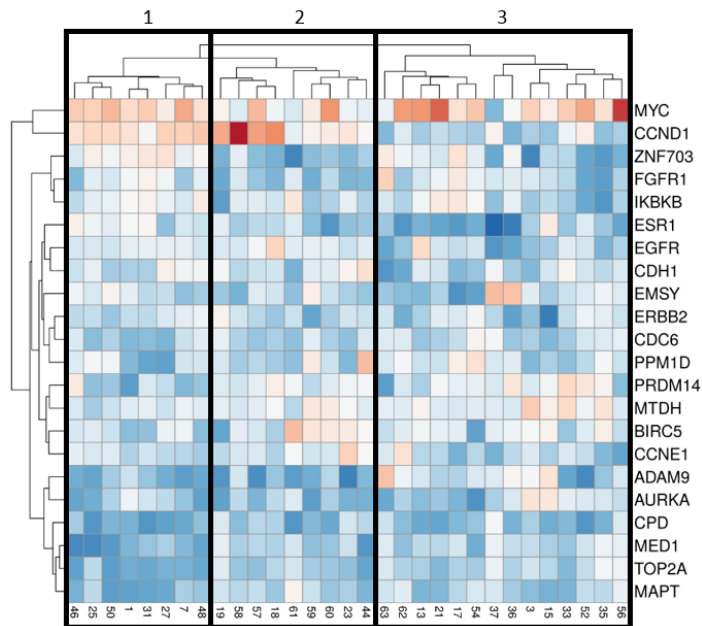 1 2 3
MYC
CCND1
ZNF703
FGFR1
IKBKB
ESR1
EGFR
CDH1
EMSY
ERBB2
CDC6
PPM1D
PRDM14
MTDH
BIRC5
CCNE1
ADAM9
AURKA
CPD
MED1
TOP2A
MAPT
46 25 50 1 31 27 7 48 19 58 57 18 61 59 60 23 44 63 62 13 21 17 54 37 36 3 15 33 52 35 56